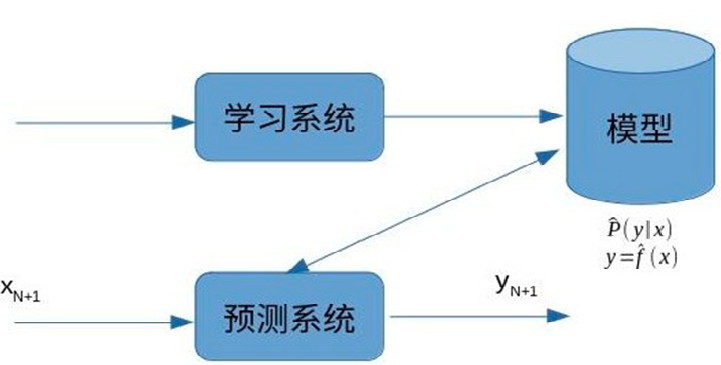 学习系统
模型
P̂(y‖x)
y=f̂(x)
x_{N+1}
y_{N+1}
预测系统